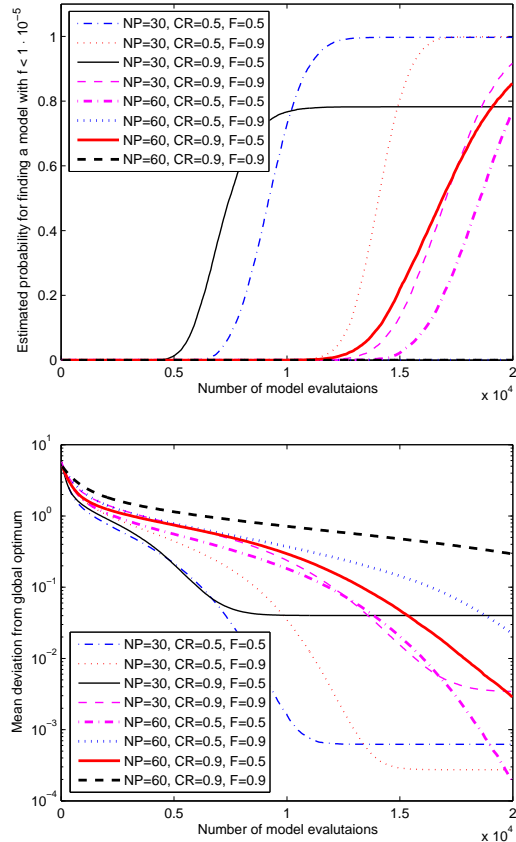 Estimated probability for finding a model with f < 1 · 10⁻⁵
1
0.8
0.6
0.4
0.2
0
NP=30, CR=0.5, F=0.5
NP=30, CR=0.5, F=0.9
NP=30, CR=0.9, F=0.5
NP=30, CR=0.9, F=0.9
NP=60, CR=0.5, F=0.5
NP=60, CR=0.5, F=0.9
NP=60, CR=0.9, F=0.5
NP=60, CR=0.9, F=0.9
0 0.5 1 1.5 2
Number of model evalutaions
x 10⁴
Mean deviation from global optimum
10¹
10⁰
10⁻¹
10⁻²
10⁻³
10⁻⁴
NP=30, CR=0.5, F=0.5
NP=30, CR=0.5, F=0.9
NP=30, CR=0.9, F=0.5
NP=30, CR=0.9, F=0.9
NP=60, CR=0.5, F=0.5
NP=60, CR=0.5, F=0.9
NP=60, CR=0.9, F=0.5
NP=60, CR=0.9, F=0.9
0 0.5 1 1.5 2
Number of model evalutaions
x 10⁴